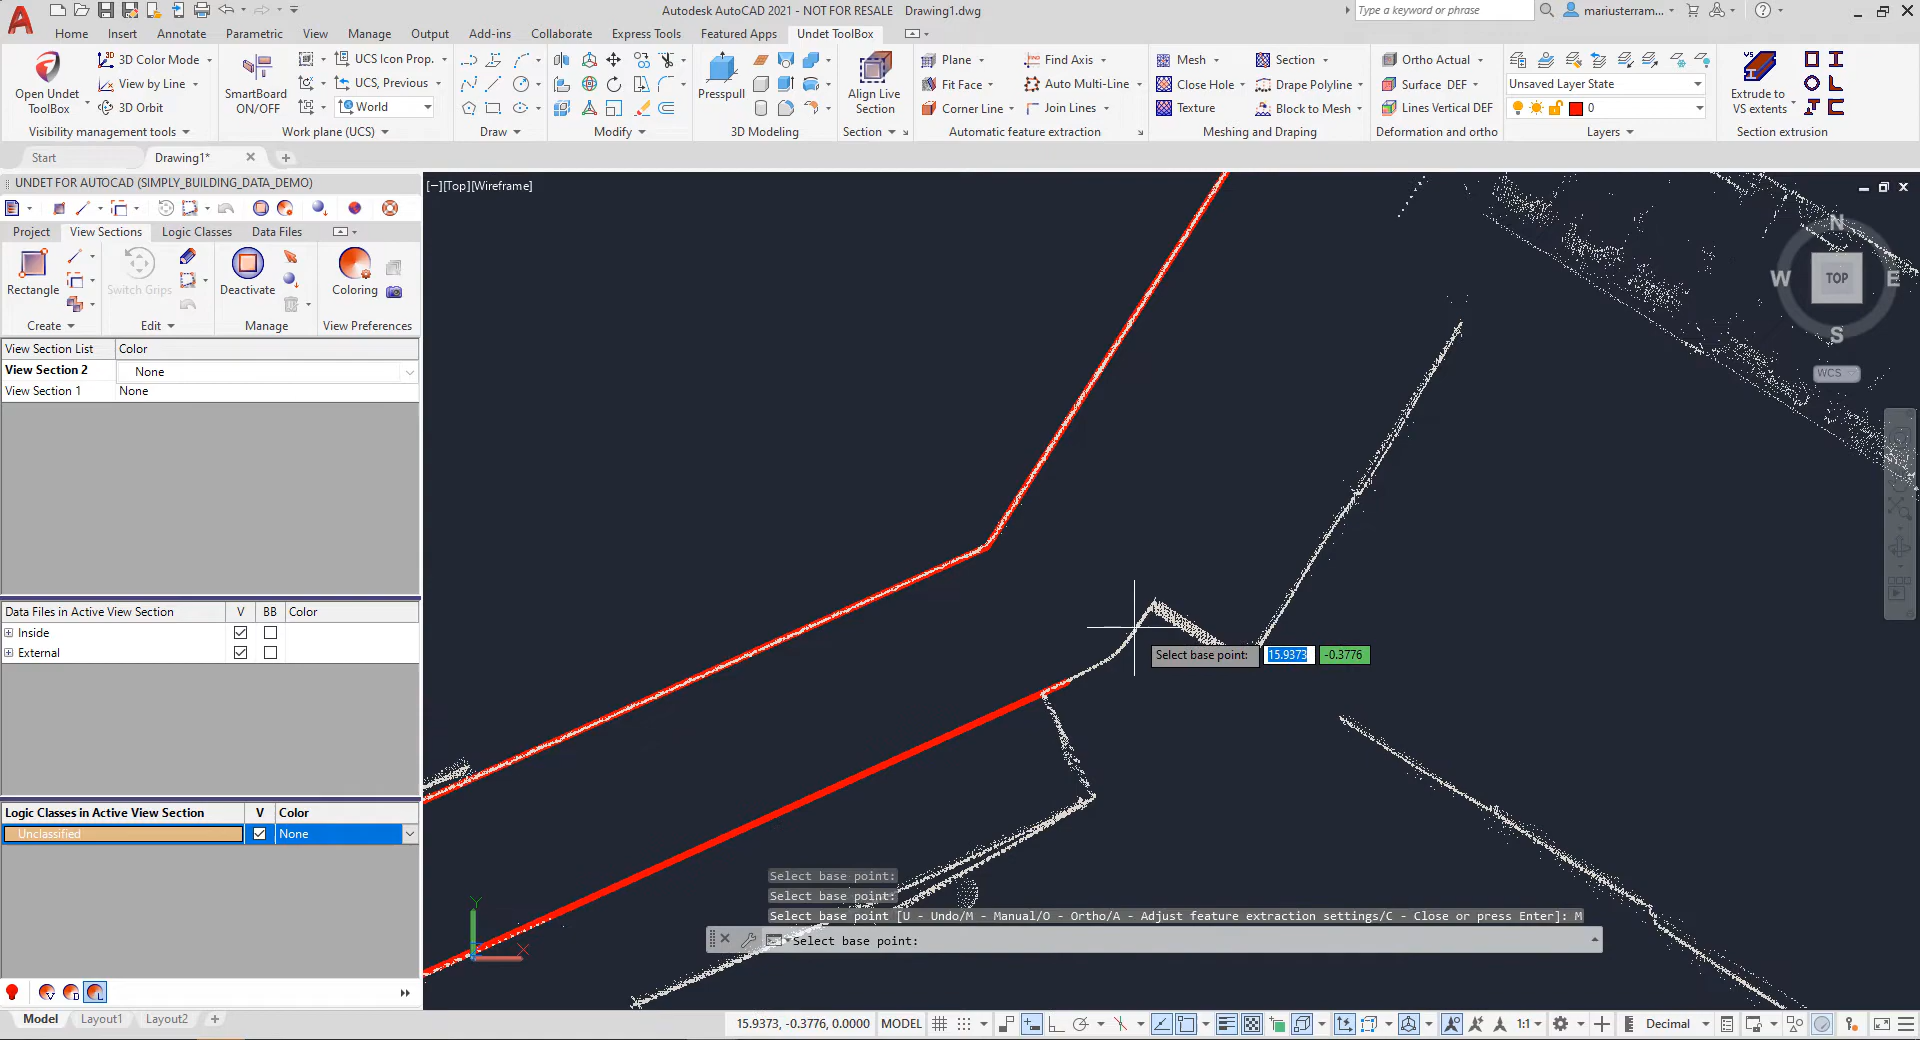 Autodesk AutoCAD 2021 - NOT FOR RESALE Drawing1.dwg
Type a keyword or phrase
mariusterram...
Home Insert Annotate Parametric View Manage Output Add-ins Collaborate Express Tools Featured Apps Undet ToolBox
Open Undet ToolBox
3D Color Mode
View by Line
3D Orbit
Visibility management tools
SmartBoard ON/OFF
UCS Icon Prop.
UCS, Previous
World
Work plane (UCS)
Draw
Modify
Presspull
3D Modeling
Align Live Section
Section
Plane
Fit Face
Corner Line
Find Axis
Auto Multi-Line
Join Lines
Automatic feature extraction
Mesh
Close Hole
Texture
Section
Drape Polyline
Block to Mesh
Meshing and Draping
Ortho Actual
Surface DEF
Lines Vertical DEF
Deformation and ortho
Unsaved Layer State
0
Layers
Extrude to VS extents
Section extrusion
Start Drawing1*
UNDET FOR AUTOCAD (SIMPLY_BUILDING_DATA_DEMO)
Project View Sections Logic Classes Data Files
Rectangle
Create
Switch Grips
Edit
Deactivate
Manage
Coloring
View Preferences
View Section List Color
View Section 2 None
View Section 1 None
Data Files in Active View Section V BB Color
Inside
External
Logic Classes in Active View Section V Color
Unclassified None
[−][Top][Wireframe]
N
W TOP E
S
WCS
Select base point: 15.9373 -0.3776
Y
X
Select base point:
Select base point:
Select base point [U - Undo/M - Manual/O - Ortho/A - Adjust feature extraction settings/C - Close or press Enter]: M
Select base point:
Model Layout1 Layout2
15.9373, -0.3776, 0.0000 MODEL 1:1 Decimal